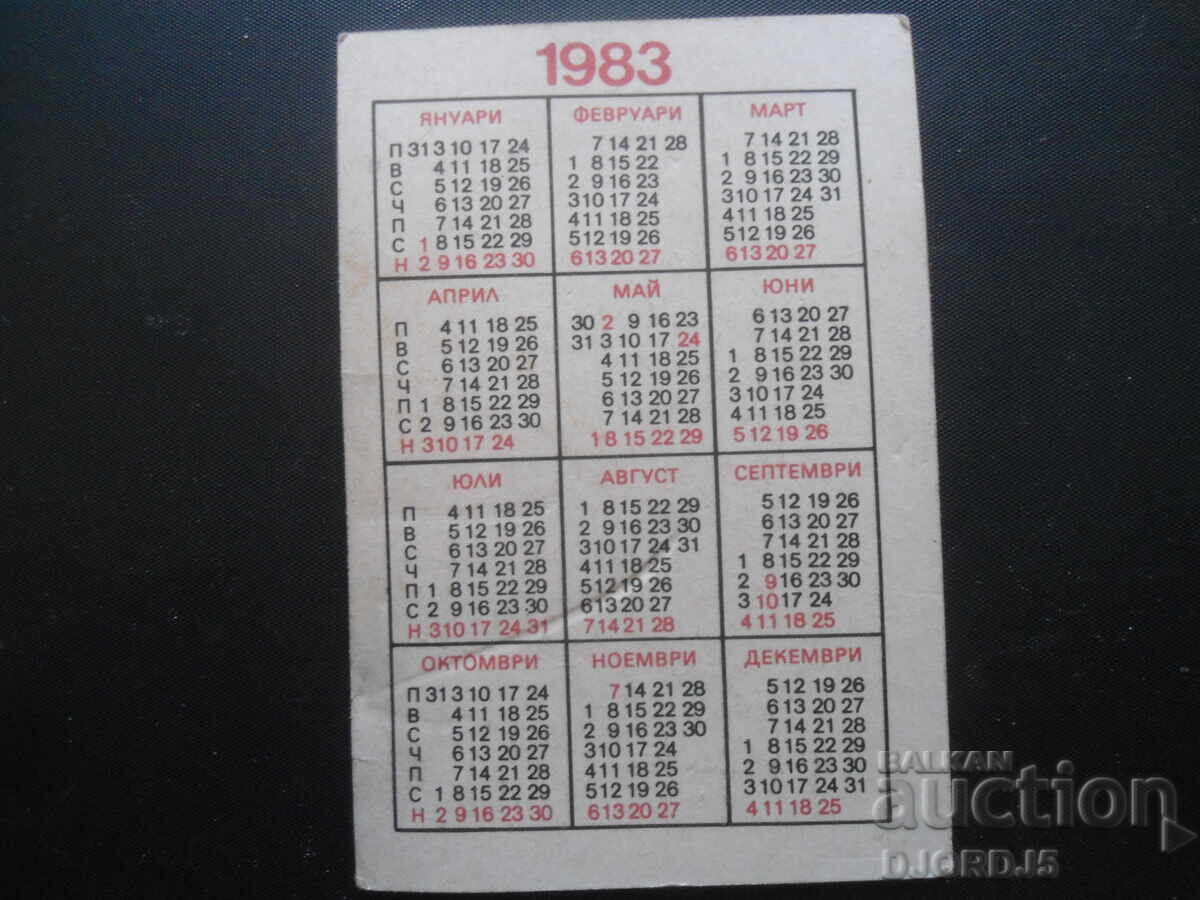 1983
ЯНУАРИ
П 31 3 10 17 24
В 4 11 18 25
С 5 12 19 26
Ч 6 13 20 27
П 7 14 21 28
С 1 8 15 22 29
Н 2 9 16 23 30
ФЕВРУАРИ
7 14 21 28
1 8 15 22
2 9 16 23
3 10 17 24
4 11 18 25
5 12 19 26
6 13 20 27
МАРТ
7 14 21 28
1 8 15 22 29
2 9 16 23 30
3 10 17 24 31
4 11 18 25
5 12 19 26
6 13 20 27
АПРИЛ
П 4 11 18 25
В 5 12 19 26
С 6 13 20 27
Ч 7 14 21 28
П 1 8 15 22 29
С 2 9 16 23 30
Н 3 10 17 24
МАЙ
30 2 9 16 23
31 3 10 17 24
4 11 18 25
5 12 19 26
6 13 20 27
7 14 21 28
1 8 15 22 29
ЮНИ
6 13 20 27
7 14 21 28
1 8 15 22 29
2 9 16 23 30
3 10 17 24
4 11 18 25
5 12 19 26
ЮЛИ
П 4 11 18 25
В 5 12 19 26
С 6 13 20 27
Ч 7 14 21 28
П 1 8 15 22 29
С 2 9 16 23 30
Н 3 10 17 24 31
АВГУСТ
1 8 15 22 29
2 9 16 23 30
3 10 17 24 31
4 11 18 25
5 12 19 26
6 13 20 27
7 14 21 28
СЕПТЕМВРИ
5 12 19 26
6 13 20 27
7 14 21 28
1 8 15 22 29
2 9 16 23 30
3 10 17 24
4 11 18 25
ОКТОМВРИ
П 31 3 10 17 24
В 4 11 18 25
С 5 12 19 26
Ч 6 13 20 27
П 7 14 21 28
С 1 8 15 22 29
Н 2 9 16 23 30
НОЕМВРИ
7 14 21 28
1 8 15 22 29
2 9 16 23 30
3 10 17 24
4 11 18 25
5 12 19 26
6 13 20 27
ДЕКЕМВРИ
5 12 19 26
6 13 20 27
7 14 21 28
1 8 15 22 29
2 9 16 23 30
3 10 17 24 31
4 11 18 25
BALKAN
auction
DJORDJ5